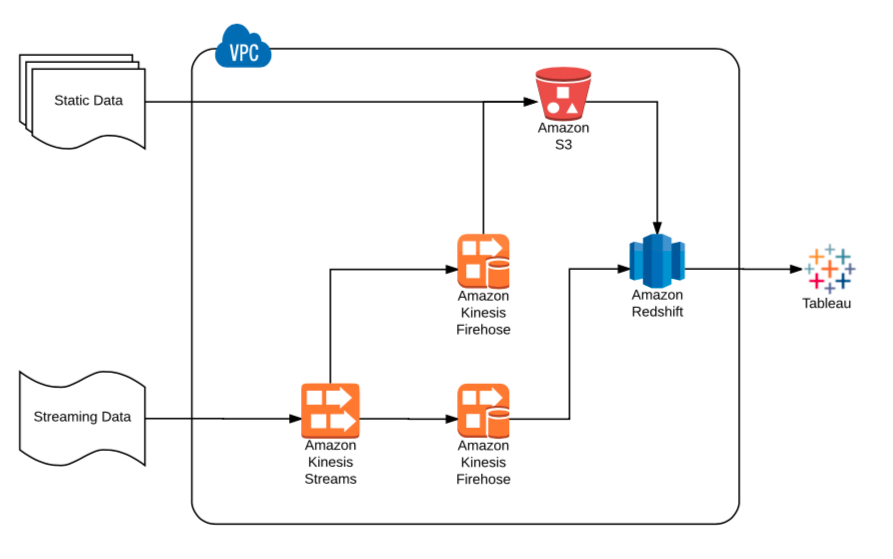 VPC
Static Data
Amazon
S3
Amazon
Kinesis
Firehose
Amazon
Redshift
Tableau
Streaming Data
Amazon
Kinesis
Streams
Amazon
Kinesis
Firehose